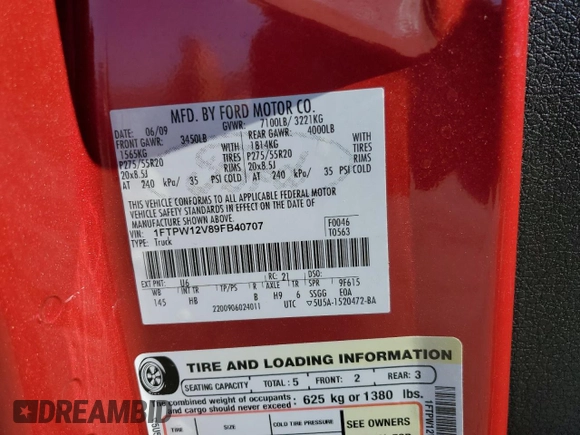 MFD. BY FORD MOTOR CO.
DATE: 06/09 GVWR: 7100LB/ 3221KG
FRONT GAWR: 3450LB REAR GAWR: 4000LB
1565KG WITH 1814KG WITH
P275/55R20 TIRES P275/55R20 TIRES
20x8.5J RIMS 20x8.5J RIMS
AT 240 kPa/ 35 PSI COLD AT 240 kPa/ 35 PSI COLD
THIS VEHICLE CONFORMS TO ALL APPLICABLE FEDERAL MOTOR
VEHICLE SAFETY STANDARDS IN EFFECT ON THE DATE OF
MANUFACTURE SHOWN ABOVE.
VIN: 1FTPW12V89FB40707 F0046
TYPE: Truck T0563
EXT PNT: U6 RC: 21 DSO:
WB INT TR TP/PS R AXLE TR SPR 9F615
145 HB B H9 6 SSGG E0A
2200906024011 UTC 5U5A-1520472-BA
TIRE AND LOADING INFORMATION
SEATING CAPACITY TOTAL : 5 FRONT: 2 REAR: 3
The combined weight of occupants and cargo should never exceed : 625 kg or 1380 lbs.
TIRE SIZE COLD TIRE PRESSURE SEE OWNERS
1FTPW12
DREAMBID